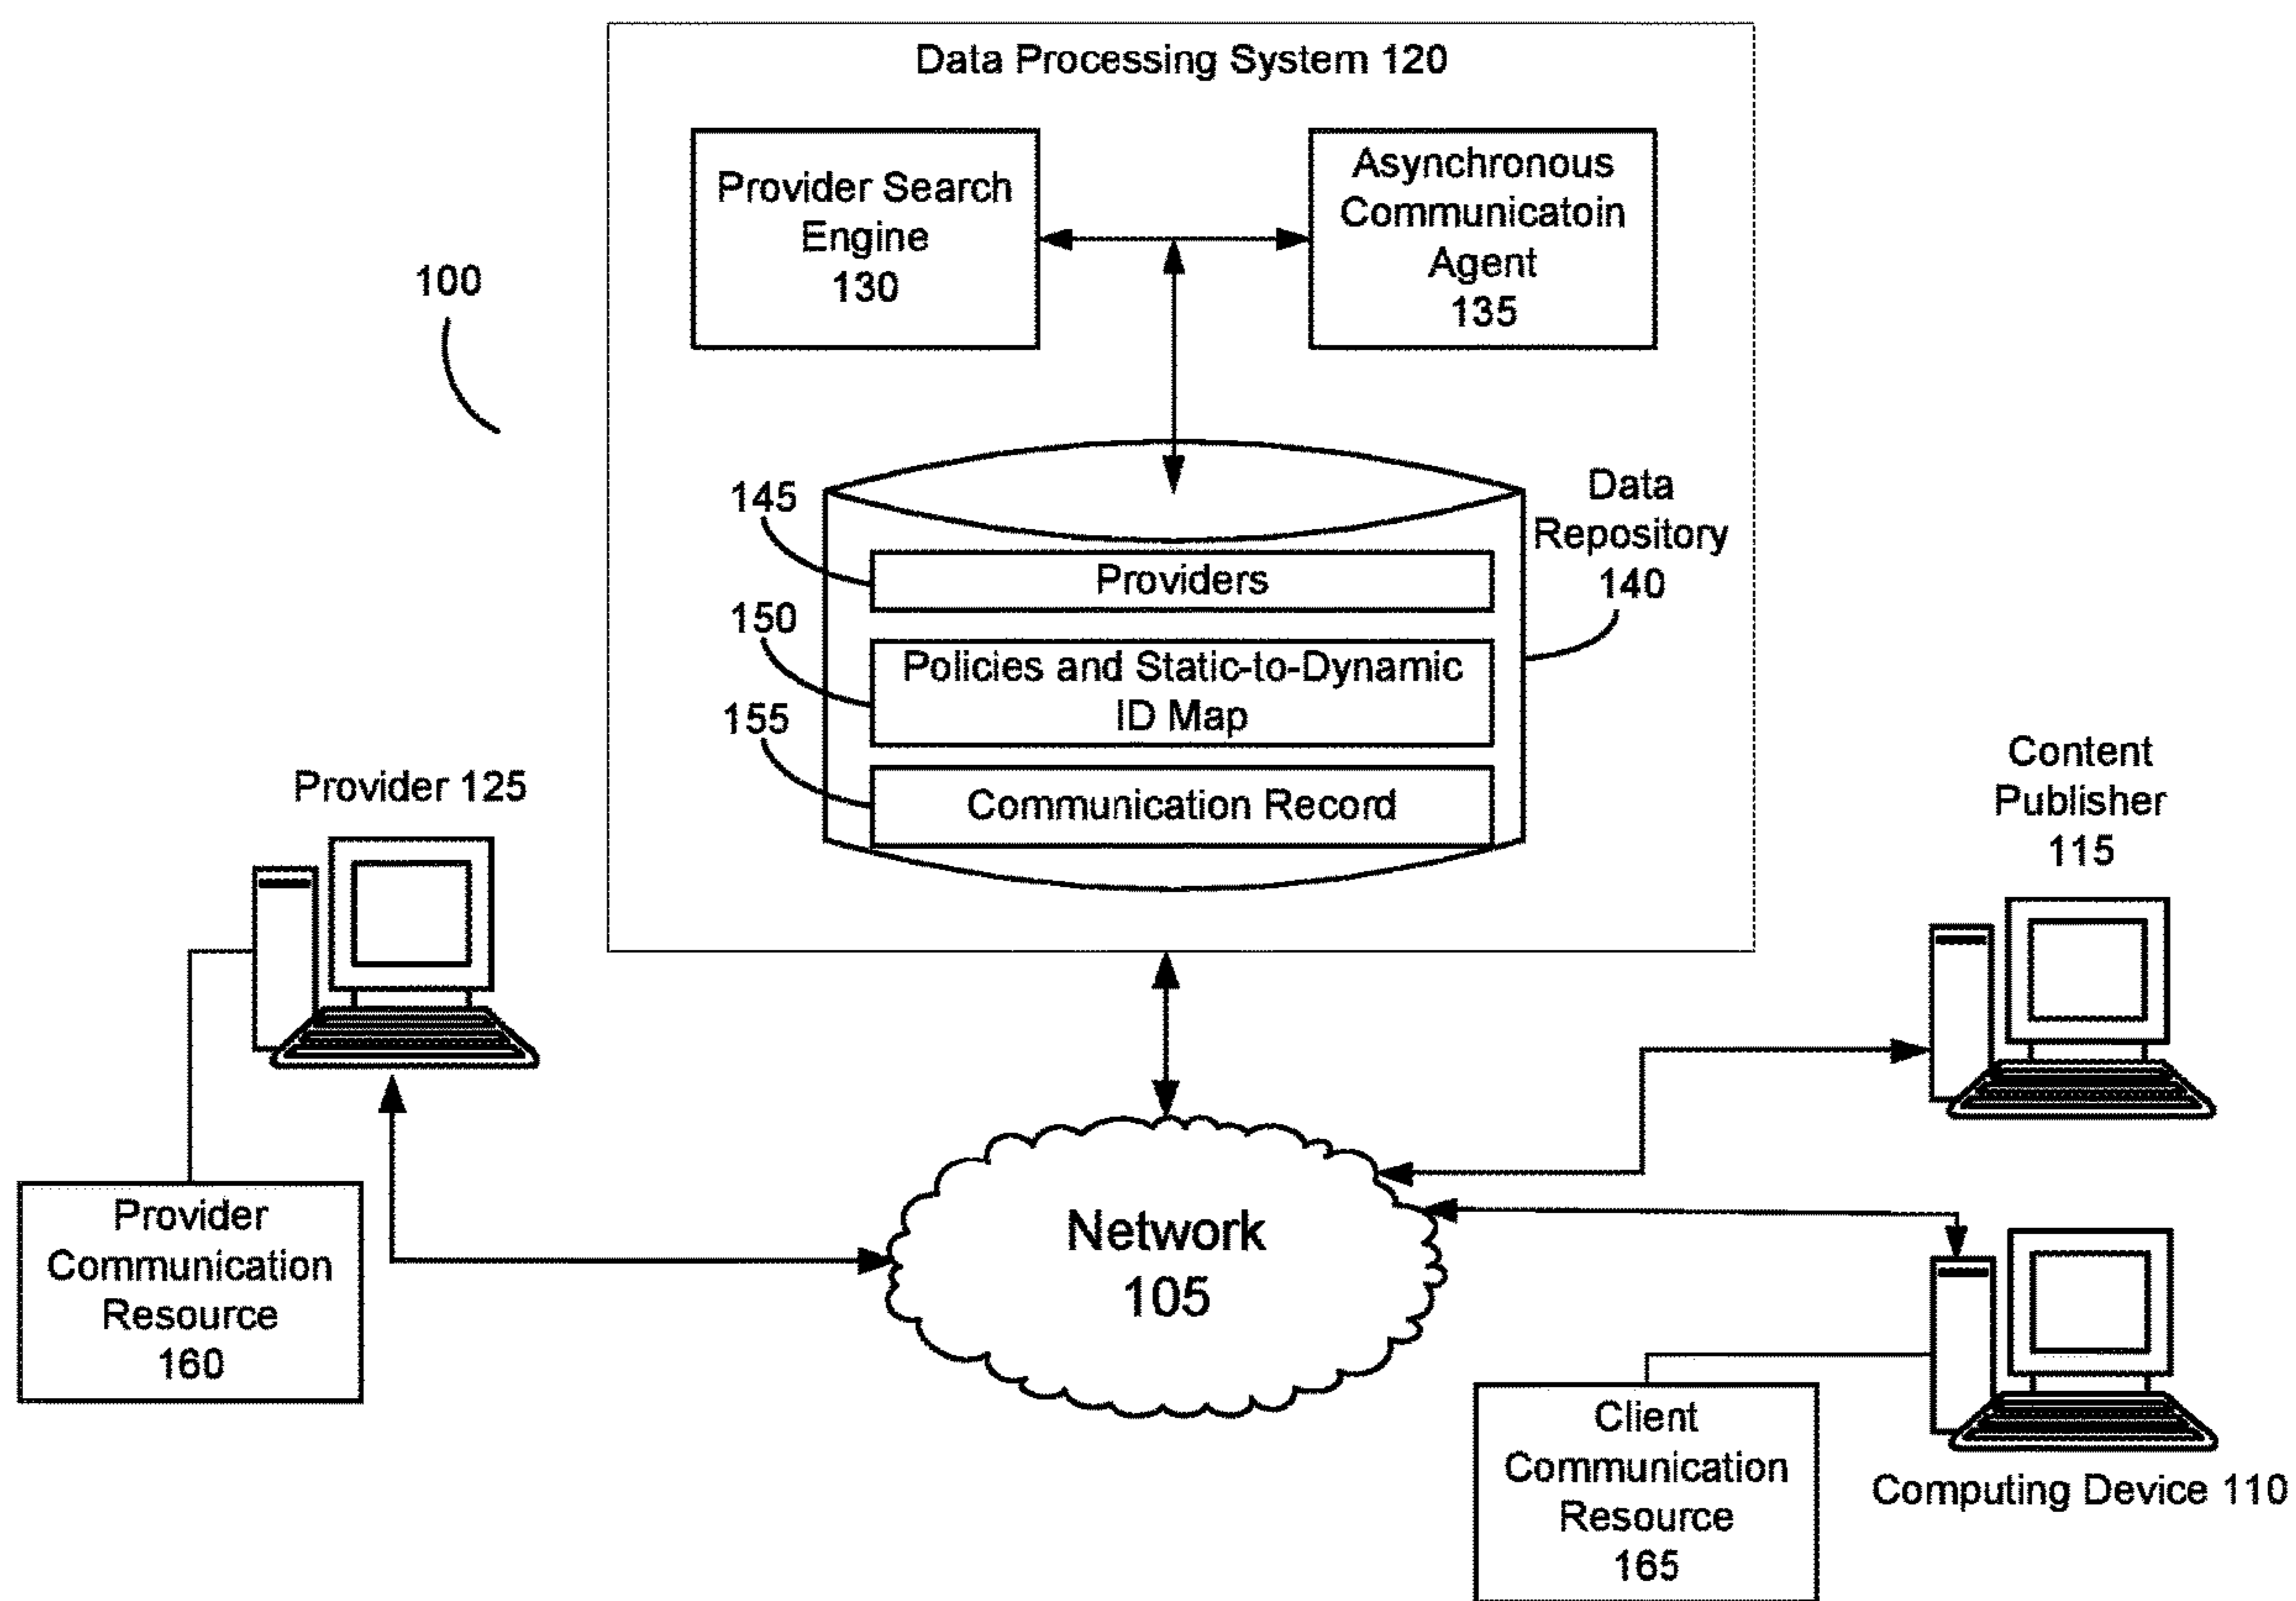 Data Processing System 120
Provider Search
Engine
130
Asynchronous
Communicatoin
Agent
135
100
Data
Repository
140
145
Providers
150
Policies and Static-to-Dynamic
ID Map
155
Communication Record
Provider 125
Content
Publisher
115
Provider
Communication
Resource
160
Network
105
Client
Communication
Resource
165
Computing Device 110